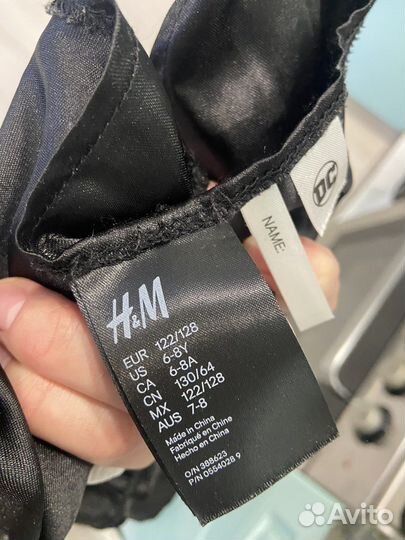 DC
NAME:
H&M
EUR 122/128
US 6-8Y
CA 6-8A
CN 130/64
MX 122/128
AUS 7-8
Made in China
Fabriqué en Chine
Hecho en China
O/N 388623
P/N 0554028 9
Avito